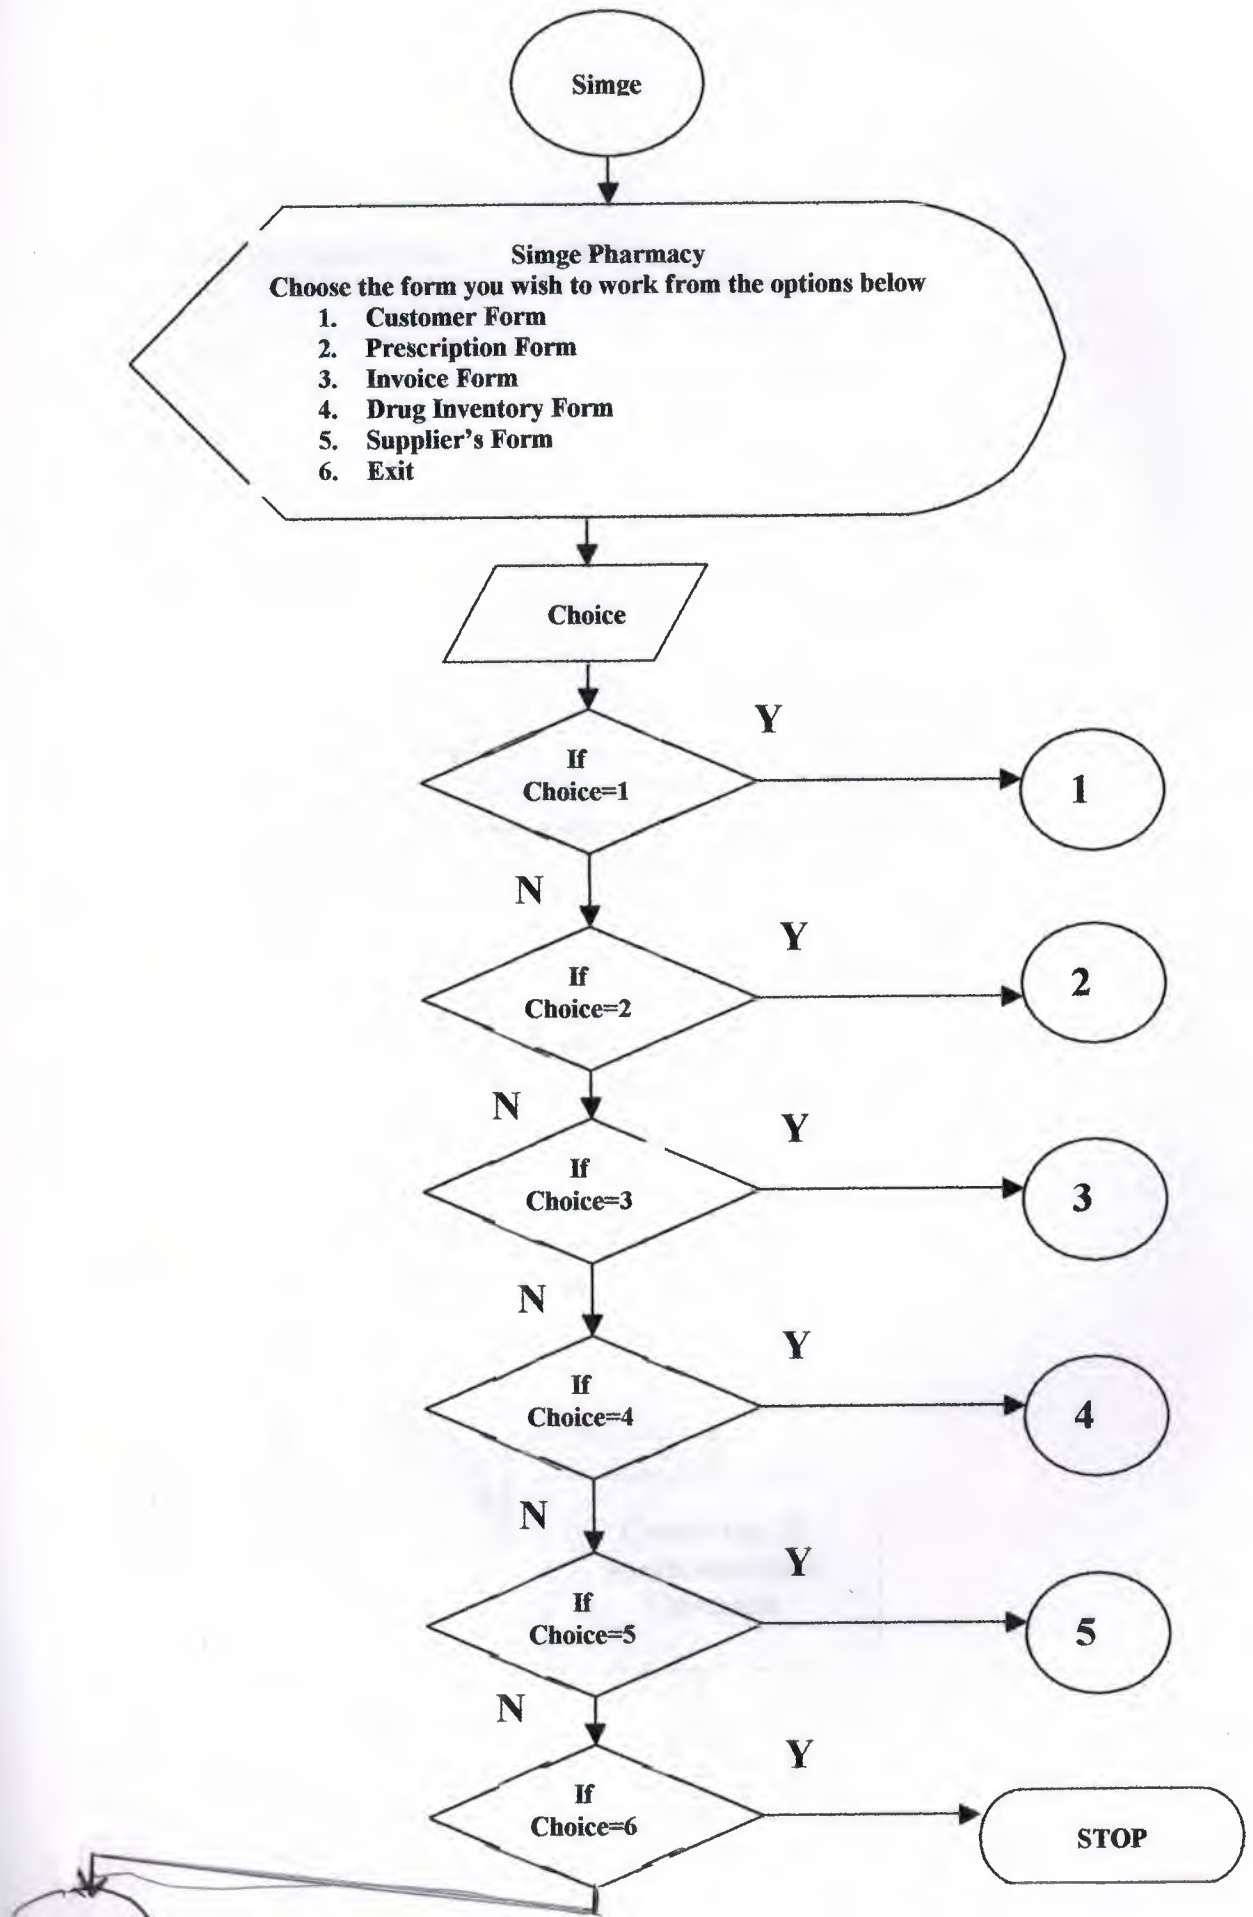 Simge
Simge Pharmacy
Choose the form you wish to work from the options below
1. Customer Form
2. Prescription Form
3. Invoice Form
4. Drug Inventory Form
5. Supplier's Form
6. Exit
Choice
Y
If
Choice=1
1
N
Y
If
Choice=2
2
N
Y
If
Choice=3
3
N
Y
If
Choice=4
4
N
Y
If
Choice=5
5
N
Y
If
Choice=6
STOP